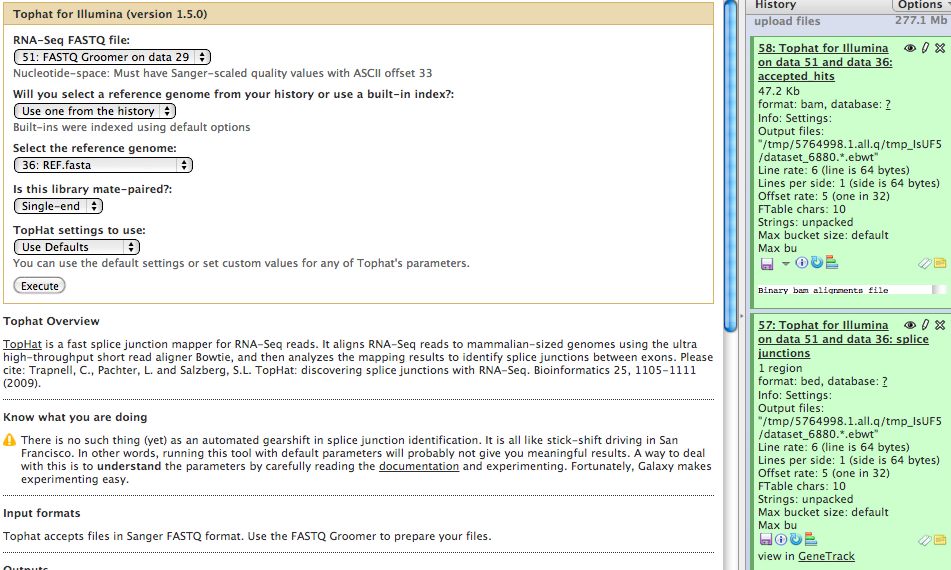 Tophat for Illumina (version 1.5.0)
RNA-Seq FASTQ file:
51: FASTQ Groomer on data 29
Nucleotide-space: Must have Sanger-scaled quality values with ASCII offset 33
Will you select a reference genome from your history or use a built-in index?:
Use one from the history
Built-ins were indexed using default options
Select the reference genome:
36: REF.fasta
Is this library mate-paired?:
Single-end
TopHat settings to use:
Use Defaults
You can use the default settings or set custom values for any of Tophat's parameters.
Execute
Tophat Overview
TopHat is a fast splice junction mapper for RNA-Seq reads. It aligns RNA-Seq reads to mammalian-sized genomes using the ultra
high-throughput short read aligner Bowtie, and then analyzes the mapping results to identify splice junctions between exons. Please
cite: Trapnell, C., Pachter, L. and Salzberg, S.L. TopHat: discovering splice junctions with RNA-Seq. Bioinformatics 25, 1105-1111
(2009).
Know what you are doing
There is no such thing (yet) as an automated gearshift in splice junction identification. It is all like stick-shift driving in San
Francisco. In other words, running this tool with default parameters will probably not give you meaningful results. A way to deal
with this is to understand the parameters by carefully reading the documentation and experimenting. Fortunately, Galaxy makes
experimenting easy.
Input formats
Tophat accepts files in Sanger FASTQ format. Use the FASTQ Groomer to prepare your files.
Outputs
History
Options
upload files
277.1 Mb
58: Tophat for Illumina
on data 51 and data 36:
accepted_hits
47.2 Kb
format: bam, database: ?
Info: Settings:
Output files:
"/tmp/5764998.1.all.q/tmp_IsUF5
/dataset_6880.*.ebwt"
Line rate: 6 (line is 64 bytes)
Lines per side: 1 (side is 64 bytes)
Offset rate: 5 (one in 32)
FTable chars: 10
Strings: unpacked
Max bucket size: default
Max bu
Binary bam alignments file
57: Tophat for Illumina
on data 51 and data 36: splice
junctions
1 region
format: bed, database: ?
Info: Settings:
Output files:
"/tmp/5764998.1.all.q/tmp_IsUF5
/dataset_6880.*.ebwt"
Line rate: 6 (line is 64 bytes)
Lines per side: 1 (side is 64 bytes)
Offset rate: 5 (one in 32)
FTable chars: 10
Strings: unpacked
Max bucket size: default
Max bu
view in GeneTrack